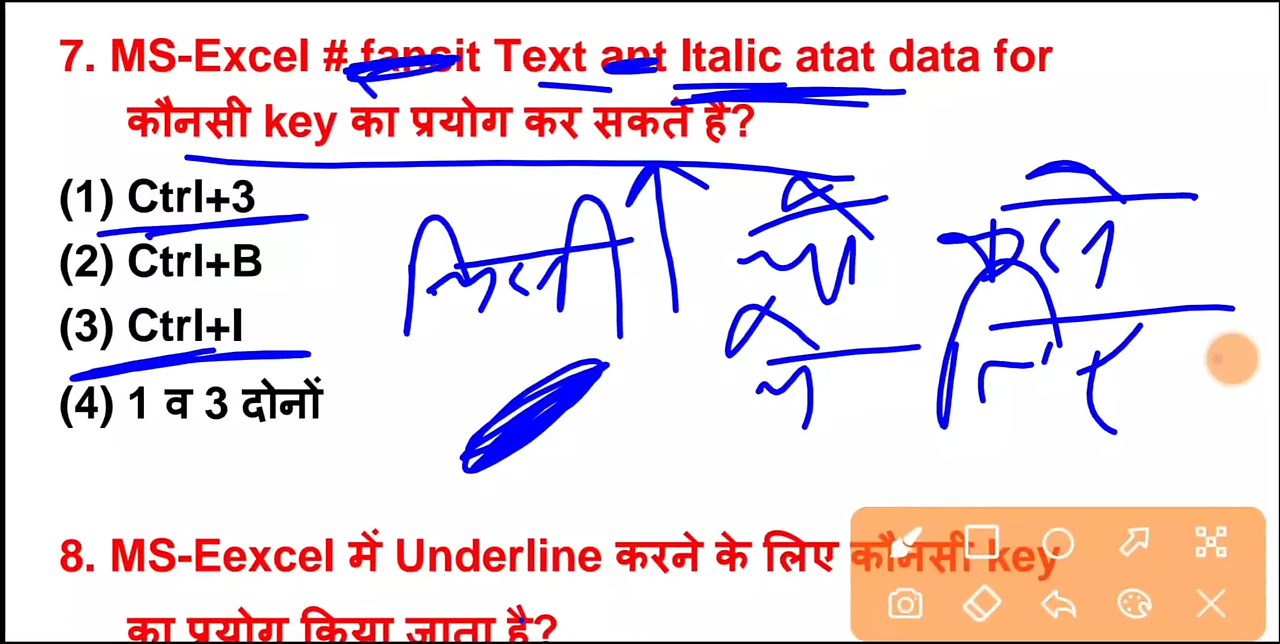 7. MS-Excel # fansit Text ant Italic atat data for
कौनसी key का प्रयोग कर सकते है?
(1) Ctrl+3
(2) Ctrl+B
(3) Ctrl+I
(4) 1 व 3 दोनों
8. MS-Eexcel में Underline करने के लिए कौनसी key
का प्रयोग किया जाता है?